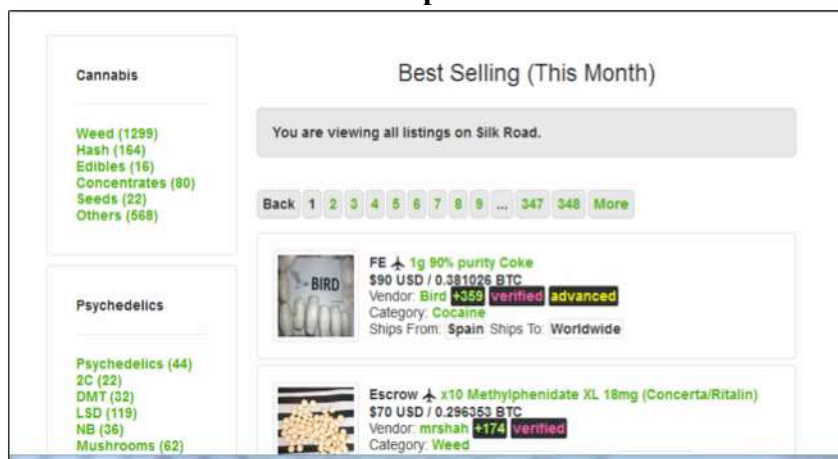 Cannabis
Weed (1299)
Hash (164)
Edibles (16)
Concentrates (80)
Seeds (22)
Others (568)
Psychedelics
Psychedelics (44)
2C (22)
DMT (32)
LSD (119)
NB (36)
Mushrooms (62)
Best Selling (This Month)
You are viewing all listings on Silk Road.
Back 1 2 3 4 5 6 7 8 9 ... 347 348 More
BIRD
FE 1g 90% purity Coke
$90 USD / 0.381026 BTC
Vendor: Bird +359 verified advanced
Category: Cocaine
Ships From: Spain Ships To: Worldwide
Escrow x10 Methylphenidate XL 18mg (Concerta/Ritalin)
$70 USD / 0.296353 BTC
Vendor: mrshah +174 verified
Category: Weed